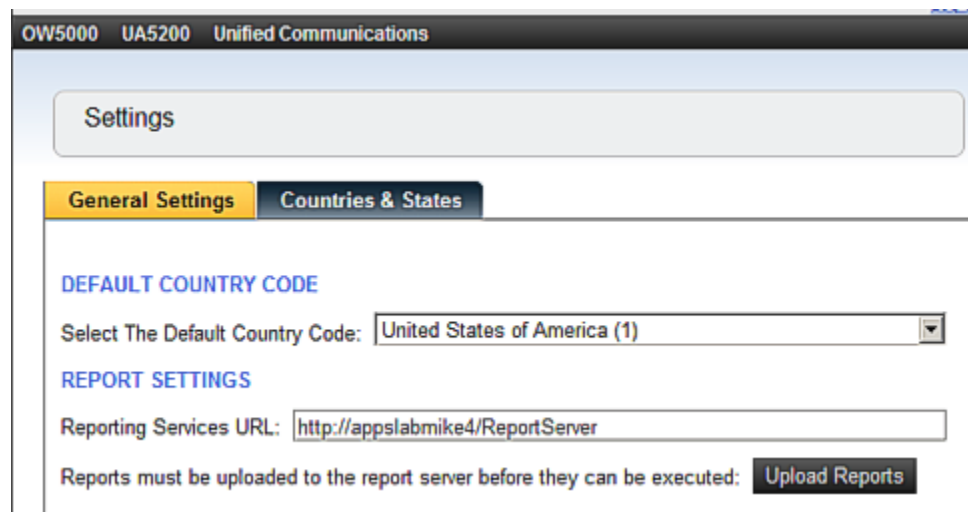 OW5000 UA5200 Unified Communications
Settings
General Settings Countries & States
DEFAULT COUNTRY CODE
Select The Default Country Code: United States of America (1)
REPORT SETTINGS
Reporting Services URL: http://appslabmike4/ReportServer
Reports must be uploaded to the report server before they can be executed: Upload Reports